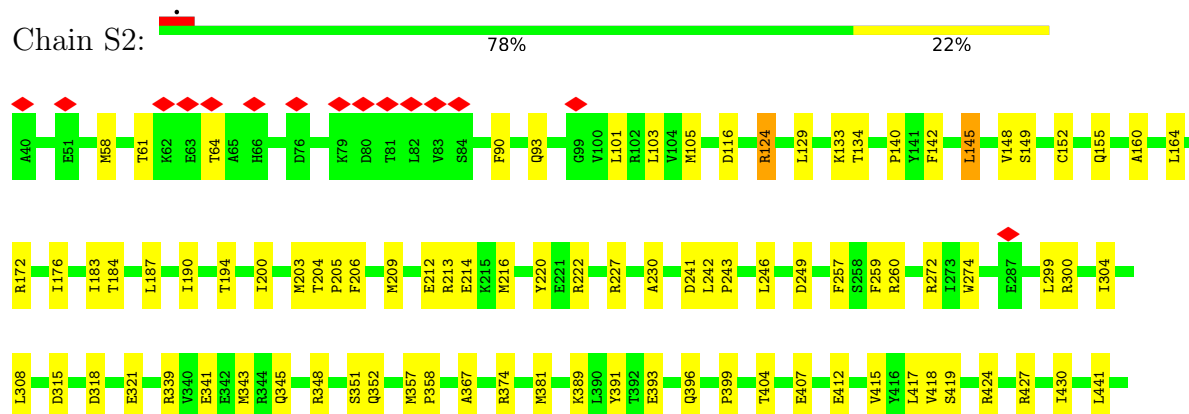 Chain S2:
•
78%
22%
A40 E51 M58 T61 K62 E63 T64 A65 H66 D76 K79 D80 T81 L82 V83 S84 F90 Q93 G99 V100 L101 R102 L103 V104 M105 D116 R124 L129 K133 T134 P140 Y141 F142 L145 V148 S149 C152 Q155 A160 L164
R172 I176 I183 T184 L187 I190 T194 I200 M203 T204 P205 F206 M209 E212 R213 E214 K215 M216 Y220 E221 R222 R227 A230 D241 L242 P243 L246 D249 F257 S258 F259 R260 R272 I273 W274 E287 L299 R300 I304
L308 D315 D318 E321 R339 V340 E341 E342 M343 R344 Q345 R348 S351 Q352 M357 P358 A367 R374 M381 K389 L390 Y391 T392 E393 Q396 P399 T404 E407 E412 V415 Y416 L417 V418 S419 R424 R427 I430 L441